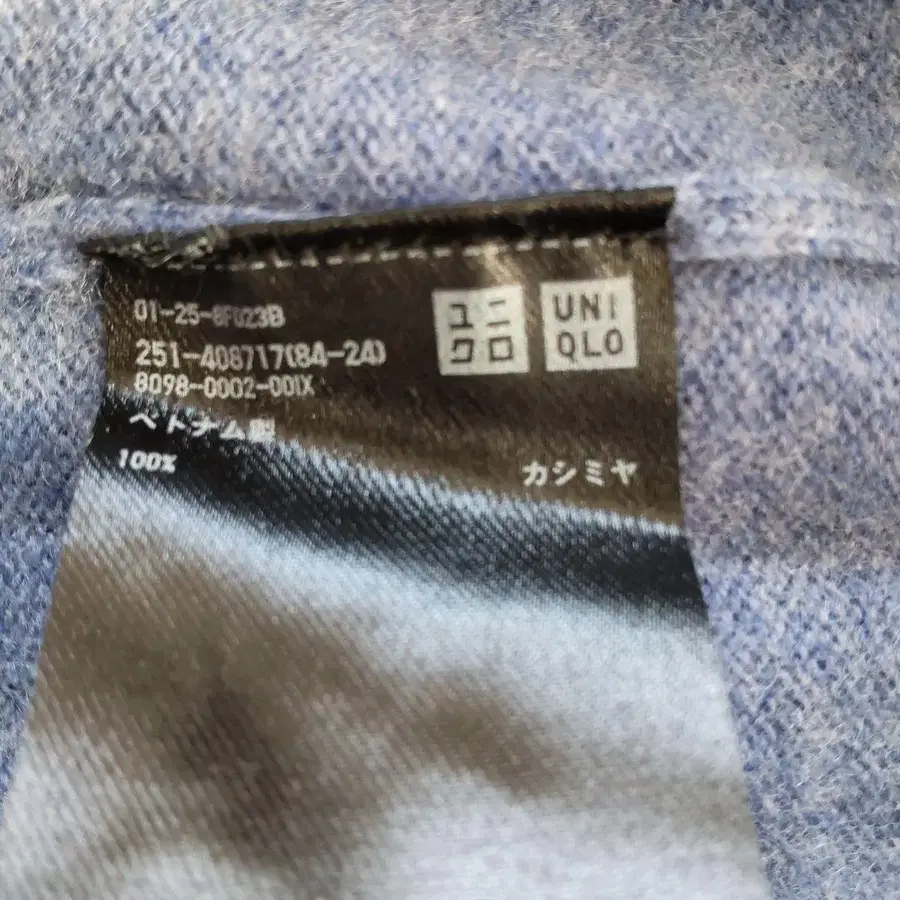 01-25-8F023B
251-408717(84-24)
8098-0002-001X
ベトナム製
100% カシミヤ
ユニ
クロ
UNI
QLO